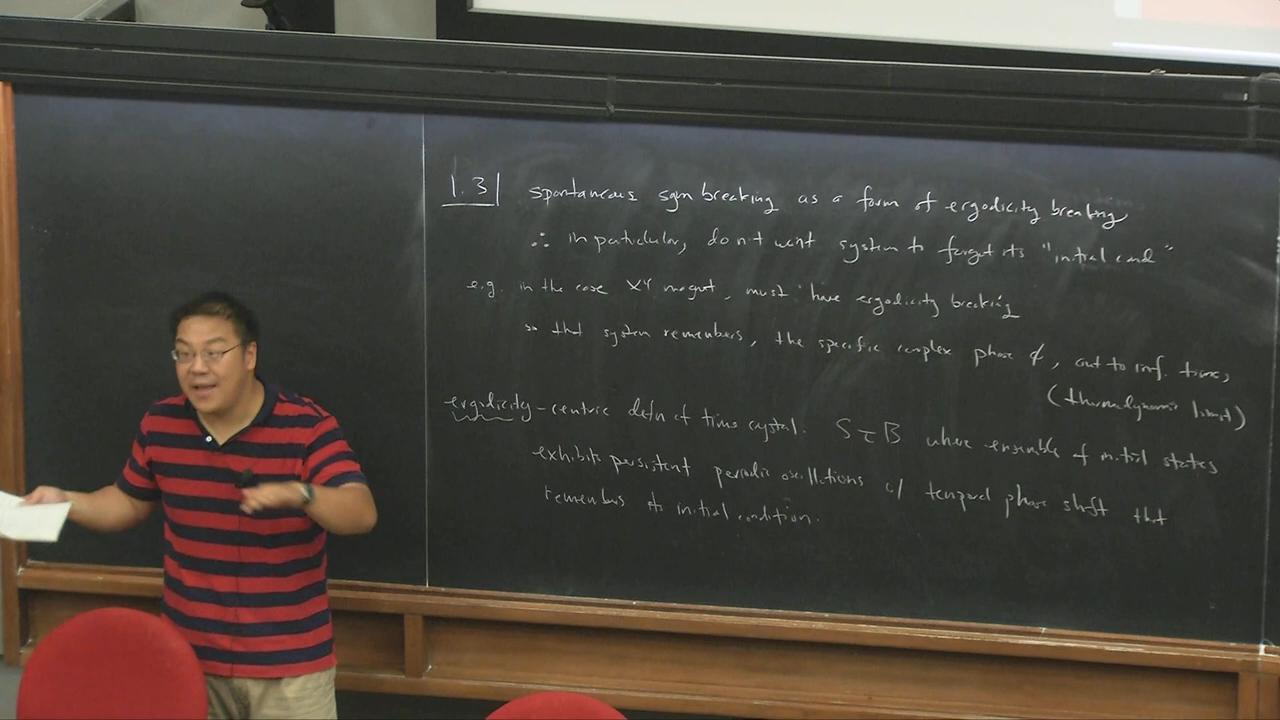 1.3 spontaneous sym breaking as a form of ergodicity breaking
∴ in particular, don't want system to forget its "initial cond"
e.g. in the case XY magnet, must have ergodicity breaking
so that system remembers, the specific complex phase ϕ, out to inf. times,
(thermodynamic limit)
ergodicity-centric defn of time crystal: SτB where ensemble of initial states
exhibits persistent periodic oscillations w/ temporal phase shift that
remembers its initial condition.